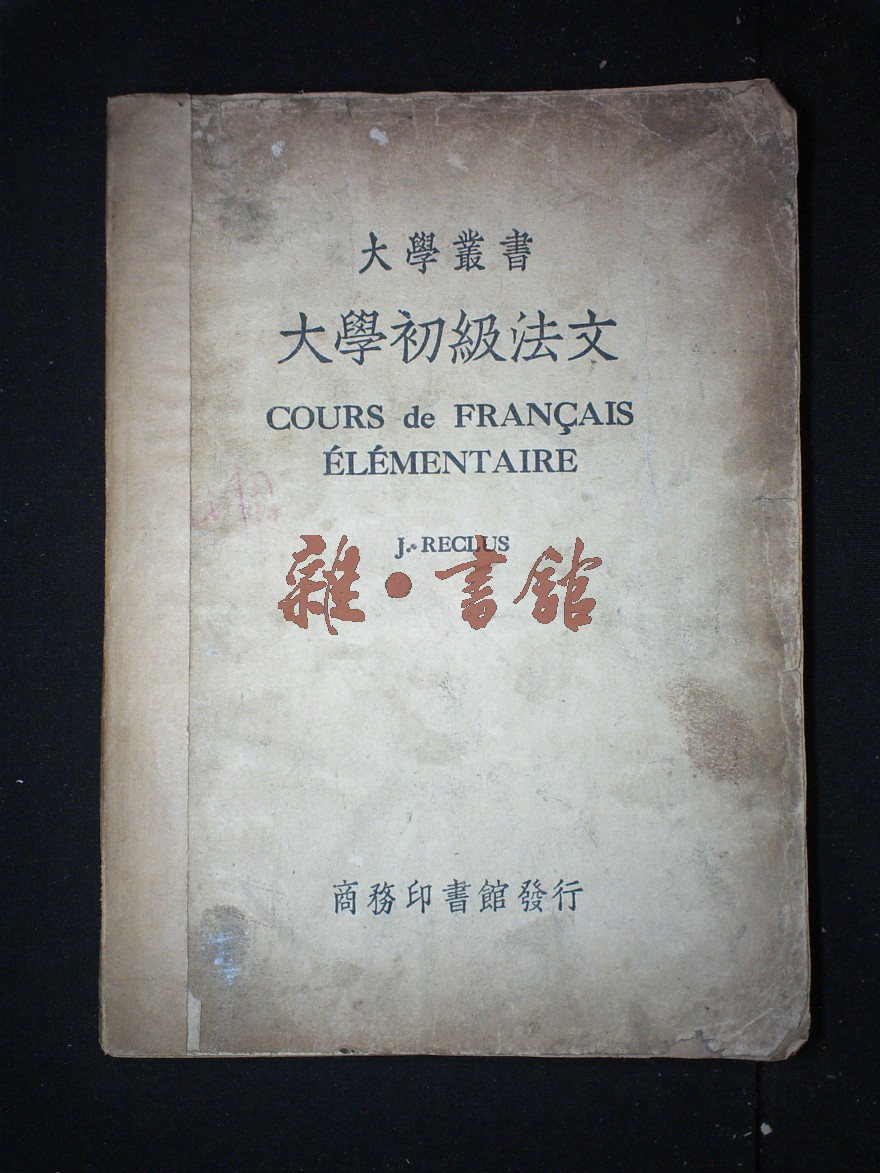 大學叢書
大學初級法文
COURS de FRANÇAIS
ÉLÉMENTAIRE
J. RECLUS
雜·書館
商務印書館發行